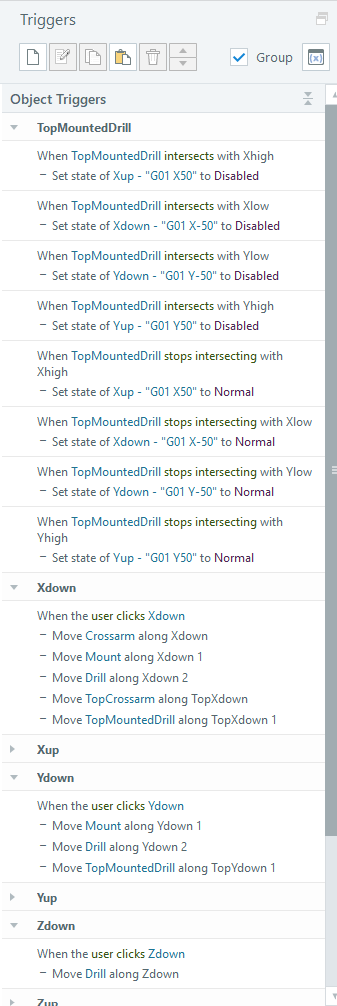 Triggers
Group
Object Triggers
TopMountedDrill
When TopMountedDrill intersects with Xhigh
- Set state of Xup - "G01 X50" to Disabled
When TopMountedDrill intersects with Xlow
- Set state of Xdown - "G01 X-50" to Disabled
When TopMountedDrill intersects with Ylow
- Set state of Ydown - "G01 Y-50" to Disabled
When TopMountedDrill intersects with Yhigh
- Set state of Yup - "G01 Y50" to Disabled
When TopMountedDrill stops intersecting with
Xhigh
- Set state of Xup - "G01 X50" to Normal
When TopMountedDrill stops intersecting with Xlow
- Set state of Xdown - "G01 X-50" to Normal
When TopMountedDrill stops intersecting with Ylow
- Set state of Ydown - "G01 Y-50" to Normal
When TopMountedDrill stops intersecting with
Yhigh
- Set state of Yup - "G01 Y50" to Normal
Xdown
When the user clicks Xdown
- Move Crossarm along Xdown
- Move Mount along Xdown 1
- Move Drill along Xdown 2
- Move TopCrossarm along TopXdown
- Move TopMountedDrill along TopXdown 1
Xup
Ydown
When the user clicks Ydown
- Move Mount along Ydown 1
- Move Drill along Ydown 2
- Move TopMountedDrill along TopYdown 1
Yup
Zdown
When the user clicks Zdown
- Move Drill along Zdown
Zup